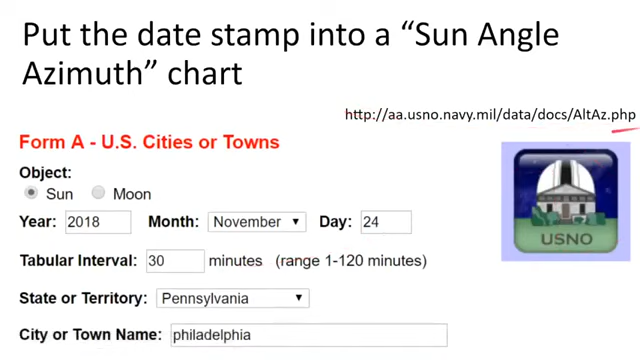 Put the date stamp into a “Sun Angle
Azimuth” chart
http://aa.usno.navy.mil/data/docs/AltAz.php
Form A - U.S. Cities or Towns
Object:
Sun Moon
Year: 2018 Month: November Day: 24
Tabular Interval: 30 minutes (range 1-120 minutes)
State or Territory: Pennsylvania
City or Town Name: philadelphia
USNO